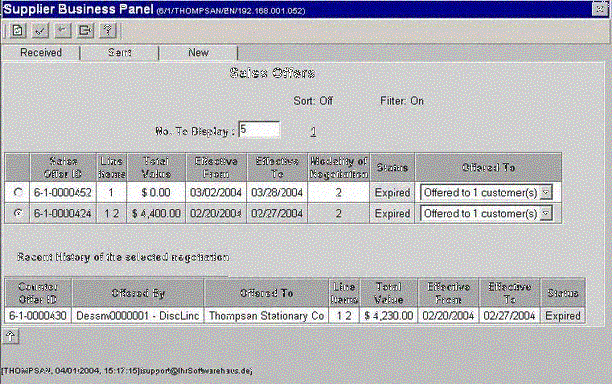 Supplier Business Panel (6/1/THOMPSAN/EN/192.168.001.052)
Received Sent New
Sales Offers
Sort: Off Filter: On
No. To Display : 5 1
Sales Offer ID Line Items Total Value Effective From Effective To Modality of Negotiation Status Offered To
6-1-0000452 1 $ 0.00 03/02/2004 03/28/2004 2 Expired Offered to 1 customer(s)
6-1-0000424 1 2 $ 4,400.00 02/20/2004 02/27/2004 2 Expired Offered to 1 customer(s)
Recent History of the selected negotiation
Counter Offer ID Offered By Offered To Line Items Total Value Effective From Effective To Status
6-1-0000430 Dessm0000001 - DiscLinc Thompsan Stationary Co 1 2 $ 4,230.00 02/20/2004 02/27/2004 Expired
[THOMPSAN, 04/01/2004, 15:17:15]support@IhrSoftwarehaus.de;